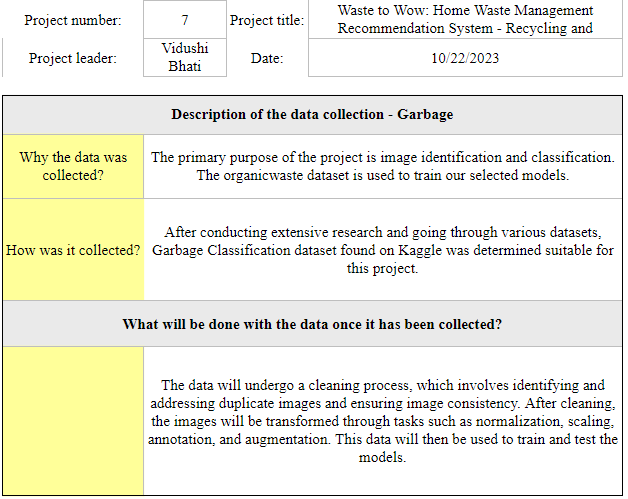 Project number:
7
Project title:
Waste to Wow: Home Waste Management
Recommendation System - Recycling and
Project leader:
Vidushi
Bhati
Date:
10/22/2023
Description of the data collection - Garbage
Why the data was
collected?
The primary purpose of the project is image identification and classification.
The organicwaste dataset is used to train our selected models.
How was it collected?
After conducting extensive research and going through various datasets,
Garbage Classification dataset found on Kaggle was determined suitable for
this project.
What will be done with the data once it has been collected?
The data will undergo a cleaning process, which involves identifying and
addressing duplicate images and ensuring image consistency. After cleaning,
the images will be transformed through tasks such as normalization, scaling,
annotation, and augmentation. This data will then be used to train and test the
models.